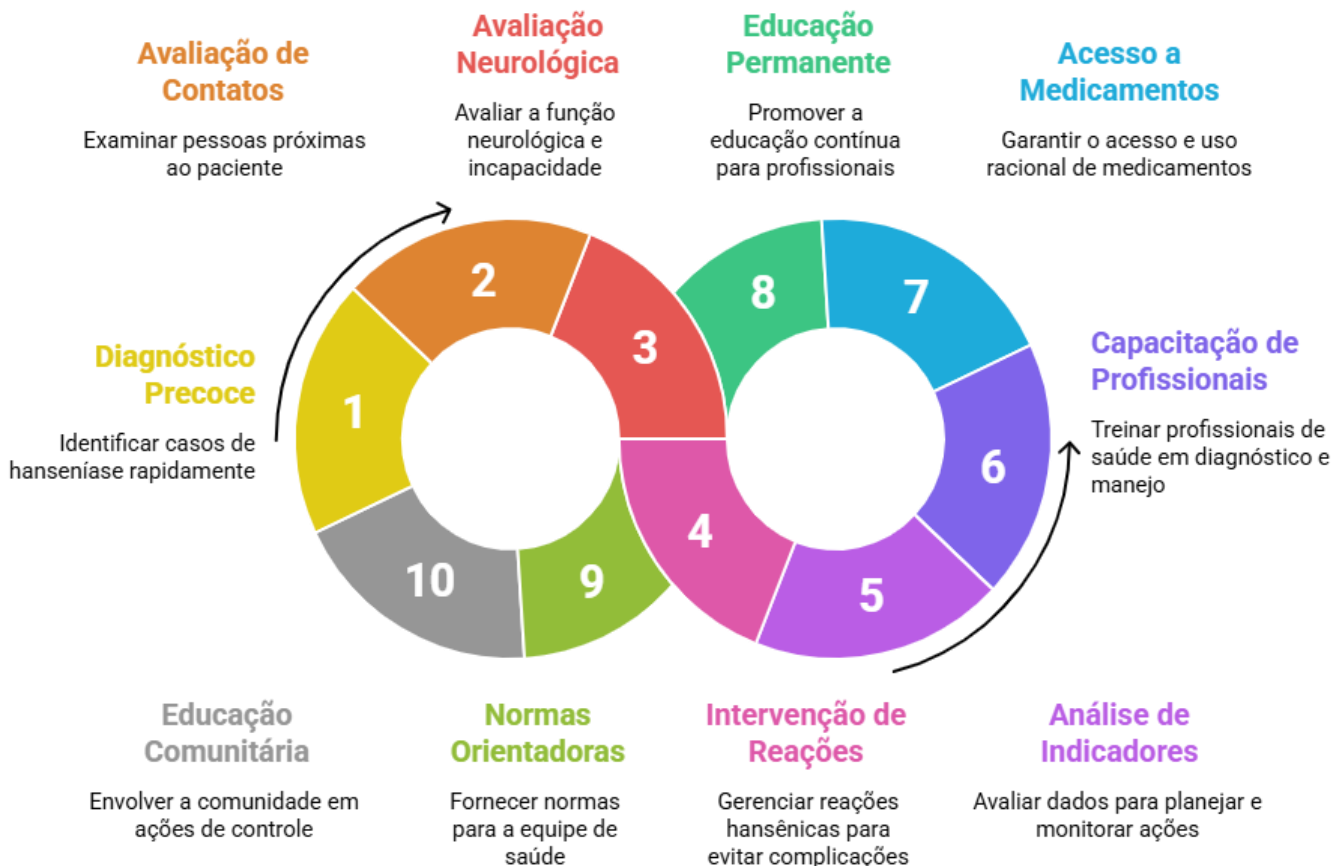 Avaliação de
Contatos
Examinar pessoas próximas
ao paciente
Avaliação
Neurológica
Avaliar a função
neurológica e
incapacidade
Educação
Permanente
Promover a
educação contínua
para profissionais
Acesso a
Medicamentos
Garantir o acesso e uso
racional de medicamentos
Diagnóstico
Precoce
Identificar casos de
hanseníase rapidamente
1
2
3
4
5
6
7
8
9
10
Capacitação de
Profissionais
Treinar profissionais de
saúde em diagnóstico e
manejo
Educação
Comunitária
Envolver a comunidade em
ações de controle
Normas
Orientadoras
Fornecer normas
para a equipe de
saúde
Intervenção de
Reações
Gerenciar reações
hansênicas para
evitar complicações
Análise de
Indicadores
Avaliar dados para planejar e
monitorar ações